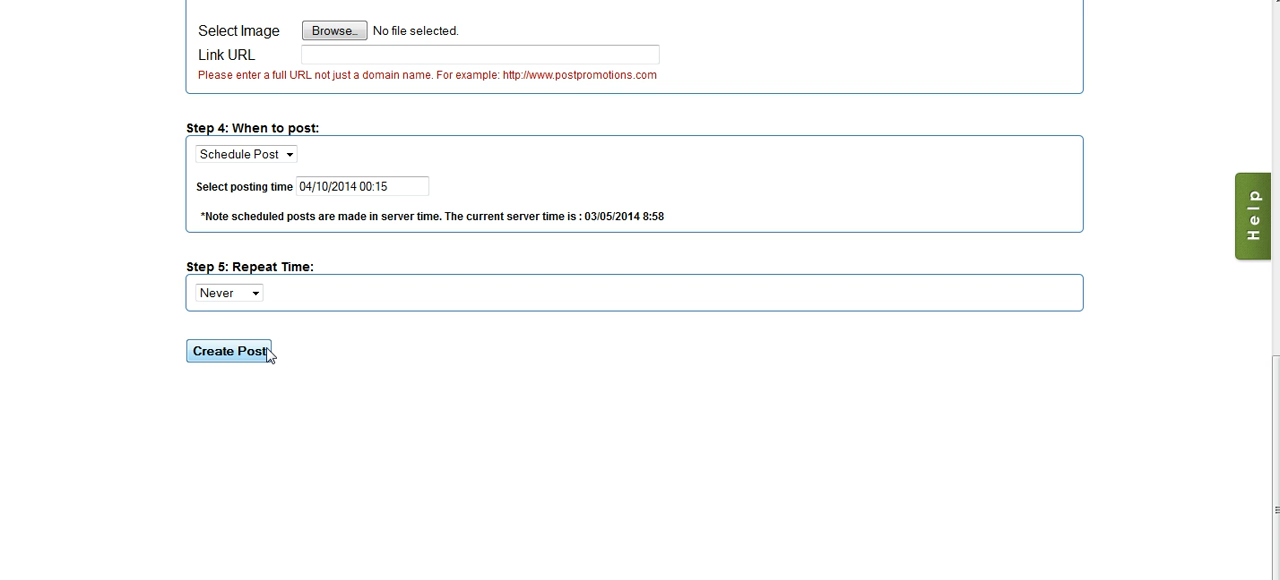 Select Image Browse.. No file selected.
Link URL
Please enter a full URL not just a domain name. For example: http://www.postpromotions.com
Step 4: When to post:
Schedule Post
Select posting time 04/10/2014 00:15
*Note scheduled posts are made in server time. The current server time is : 03/05/2014 8:58
Help
Step 5: Repeat Time:
Never
Create Post